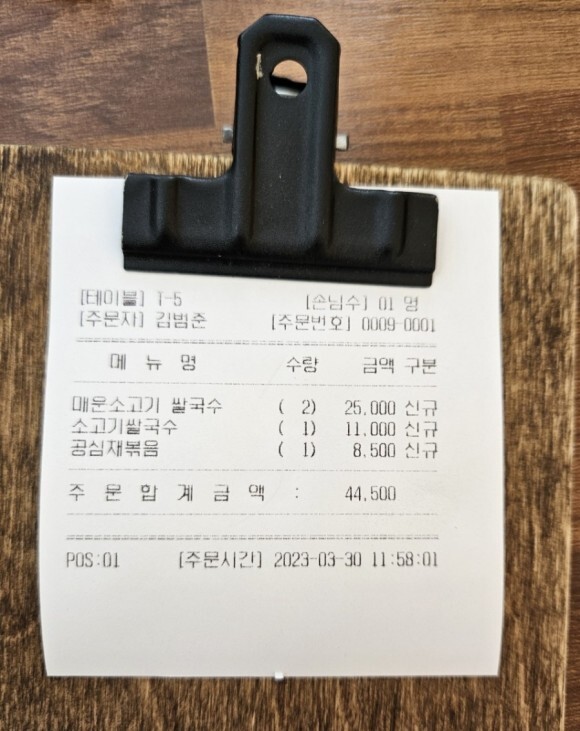 [테이블] T-5 [손님수] 01 명
[주문자] 김범준 [주문번호] 0009-0001
메 뉴 명 수량 금액 구분
매운소고기 쌀국수 ( 2) 25,000 신규
소고기쌀국수 ( 1) 11,000 신규
공심재볶음 ( 1) 8,500 신규
주 문 합 계 금 액 : 44,500
POS:01 [주문시간] 2023-03-30 11:58:01